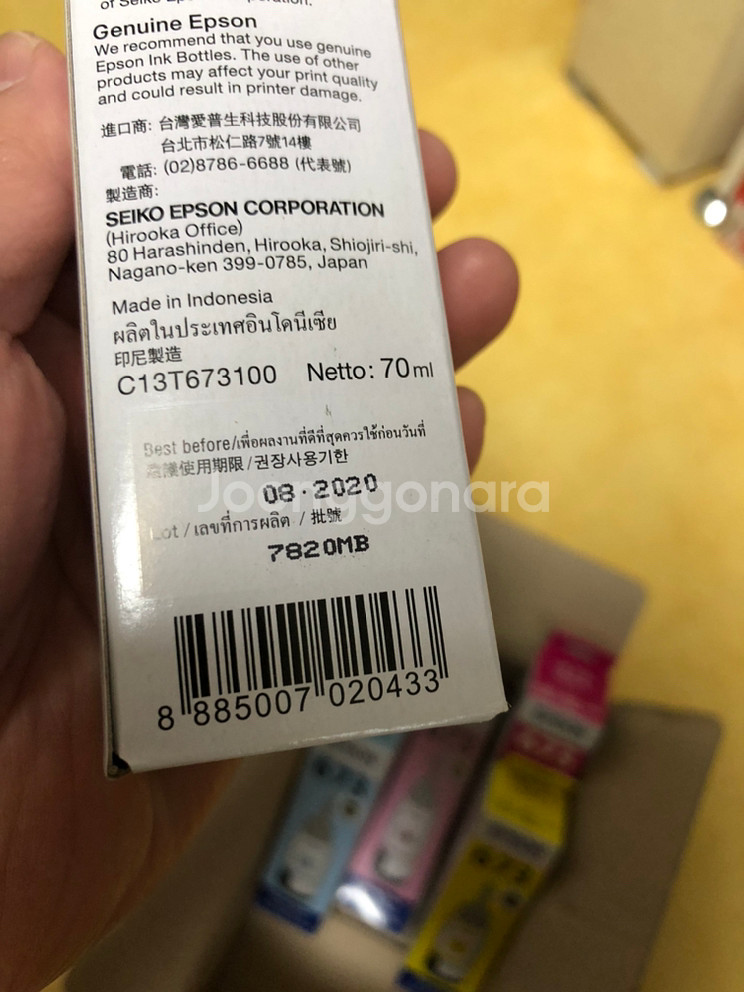 of Seiko Epson Corporation.
Genuine Epson
We recommend that you use genuine
Epson Ink Bottles. The use of other
products may affect your print quality
and could result in printer damage.
進口商: 台灣愛普生科技股份有限公司
台北市松仁路7號14樓
電話: (02)8786-6688 (代表號)
製造商:
SEIKO EPSON CORPORATION
(Hirooka Office)
80 Harashinden, Hirooka, Shiojiri-shi,
Nagano-ken 399-0785, Japan
Made in Indonesia
ผลิตในประเทศอินโดนีเซีย
印尼製造
C13T673100 Netto: 70ml
Best before/เพื่อผลงานที่ดีที่สุดควรใช้ก่อนวันที่
建議使用期限/권장사용기한
08·2020
Joonggonara
Lot / เลขที่การผลิต / 批號
7820MB
8 885007 020433
673
673